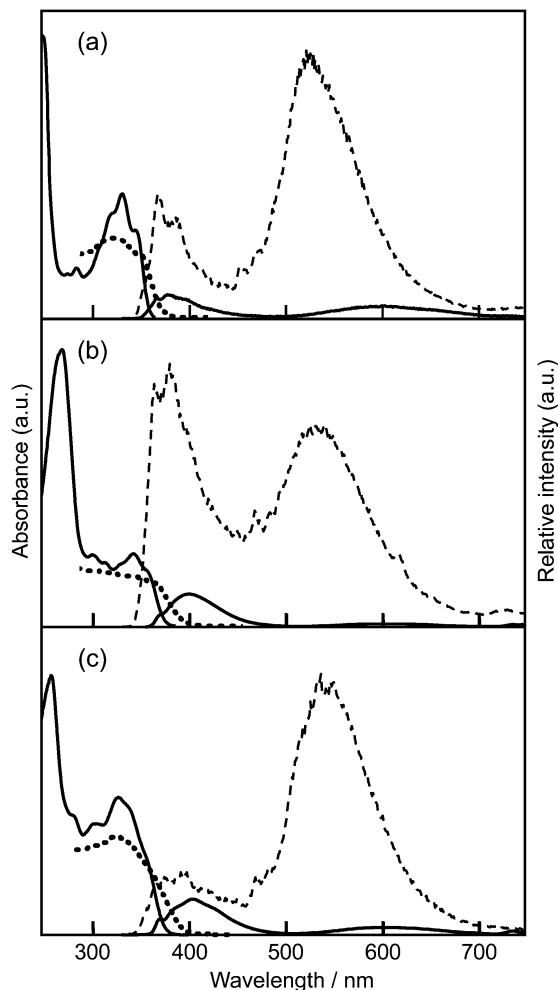 (a)
(b)
(c)
Absorbance (a.u.)
Relative intensity (a.u.)
300 400 500 600 700
Wavelength / nm